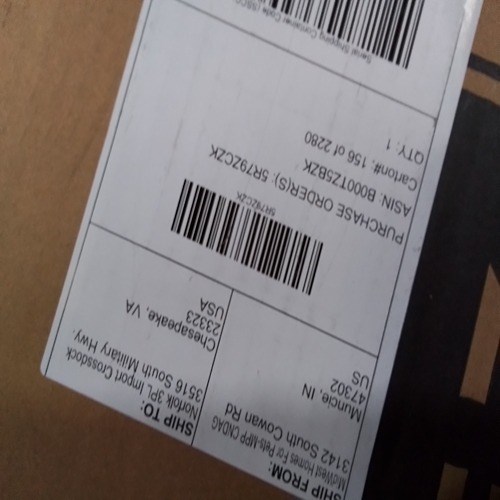 SHIP FROM:
MidWest Homes For Pets-MPP CNDAG
3142 South Cowan Rd
Muncie, IN
47302
US
SHIP TO:
Norfolk 3PL Import Crossdock
3516 South Military Hwy.
Chesapeake, VA
23323
USA
5R79ZCZK
PURCHASE ORDER(S): 5R79ZCZK
ASIN: B000TZ5BZK
Carton#: 156 of 2280
QTY: 1
Serial Shipping Container Code (SSCC